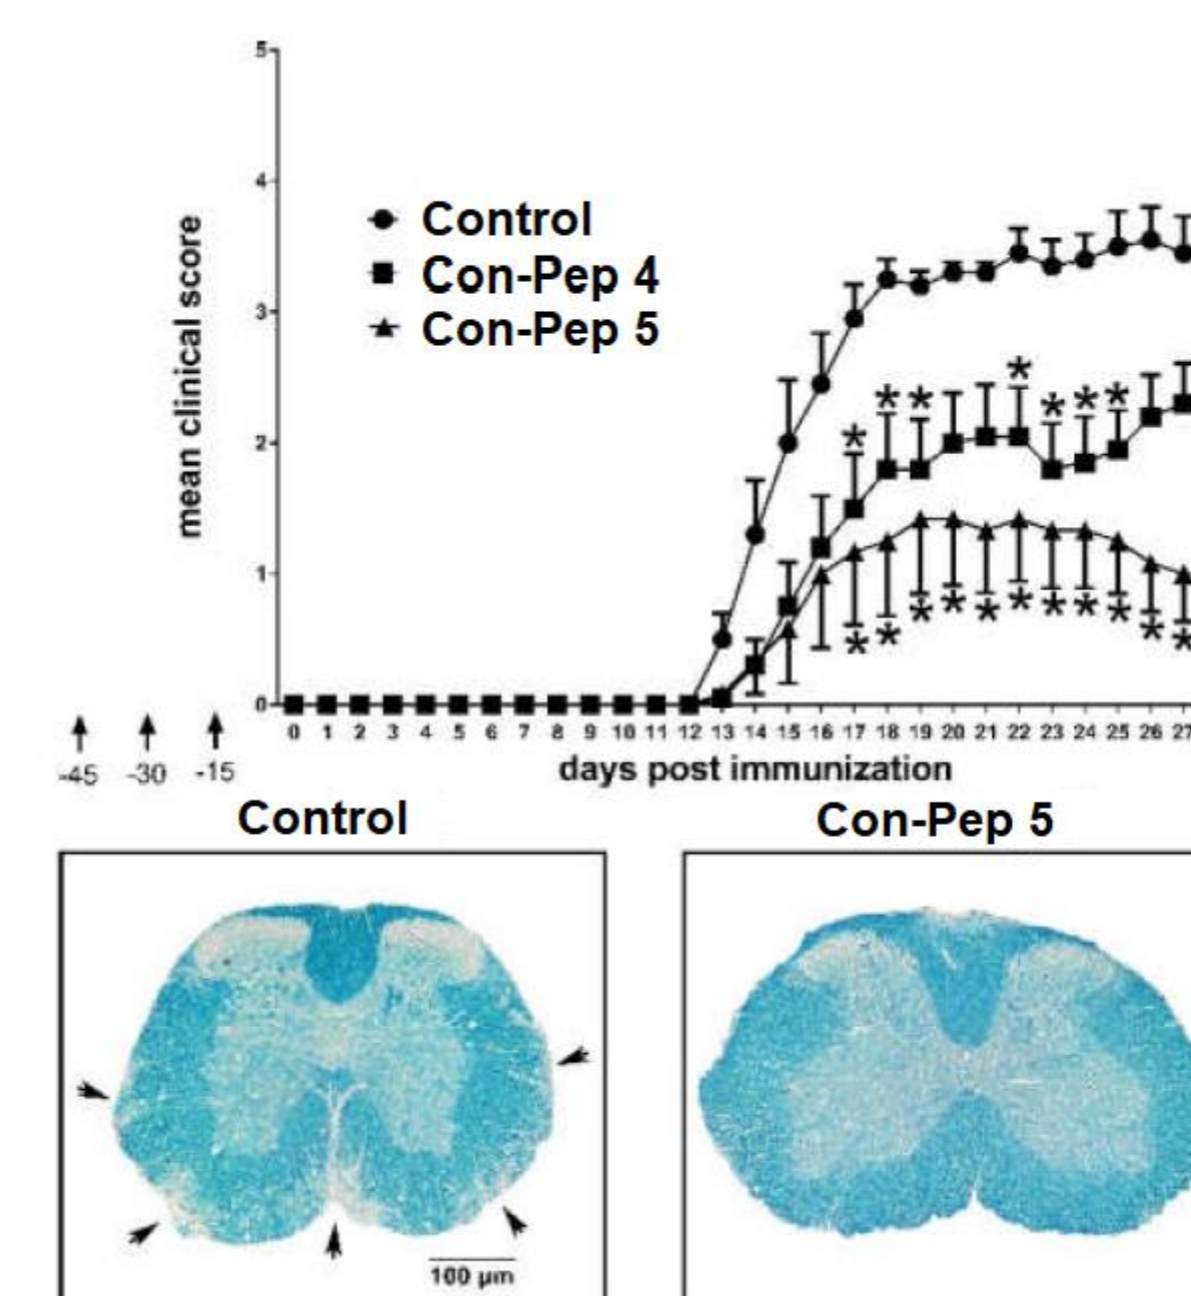 5
4
Control
Con-Pep 4
Con-Pep 5
3
2
1
0
mean clinical score
* * * * * * *
* * * * * * * * * * *
0 1 2 3 4 5 6 7 8 9 10 11 12 13 14 15 16 17 18 19 20 21 22 23 24 25 26 27
-45 -30 -15
days post immunization
Control
Con-Pep 5
100 µm